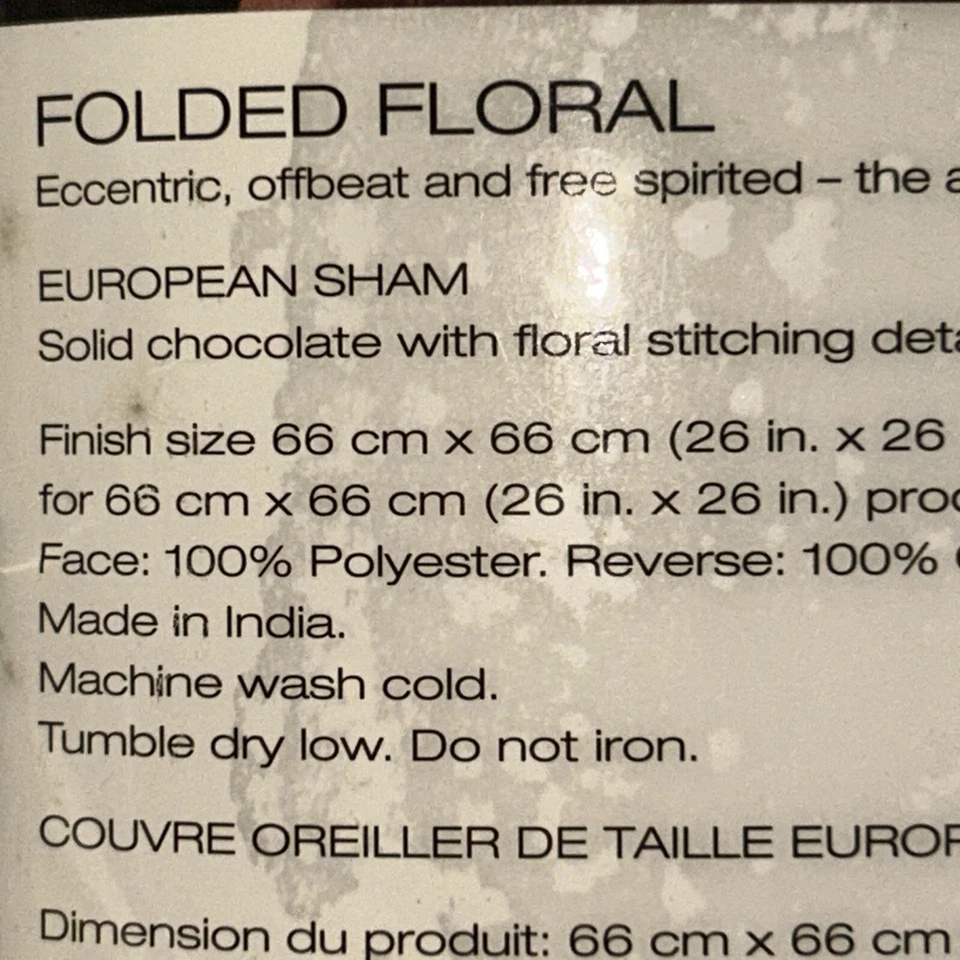 FOLDED FLORAL
Eccentric, offbeat and free spirited – the
EUROPEAN SHAM
Solid chocolate with floral stitching
Finish size 66 cm x 66 cm (26 in. x 26
for 66 cm x 66 cm (26 in. x 26 in.)
Face: 100% Polyester. Reverse: 100%
Made in India.
Machine wash cold.
Tumble dry low. Do not iron.
COUVRE OREILLER DE TAILLE
Dimension du produit: 66 cm x 66 cm